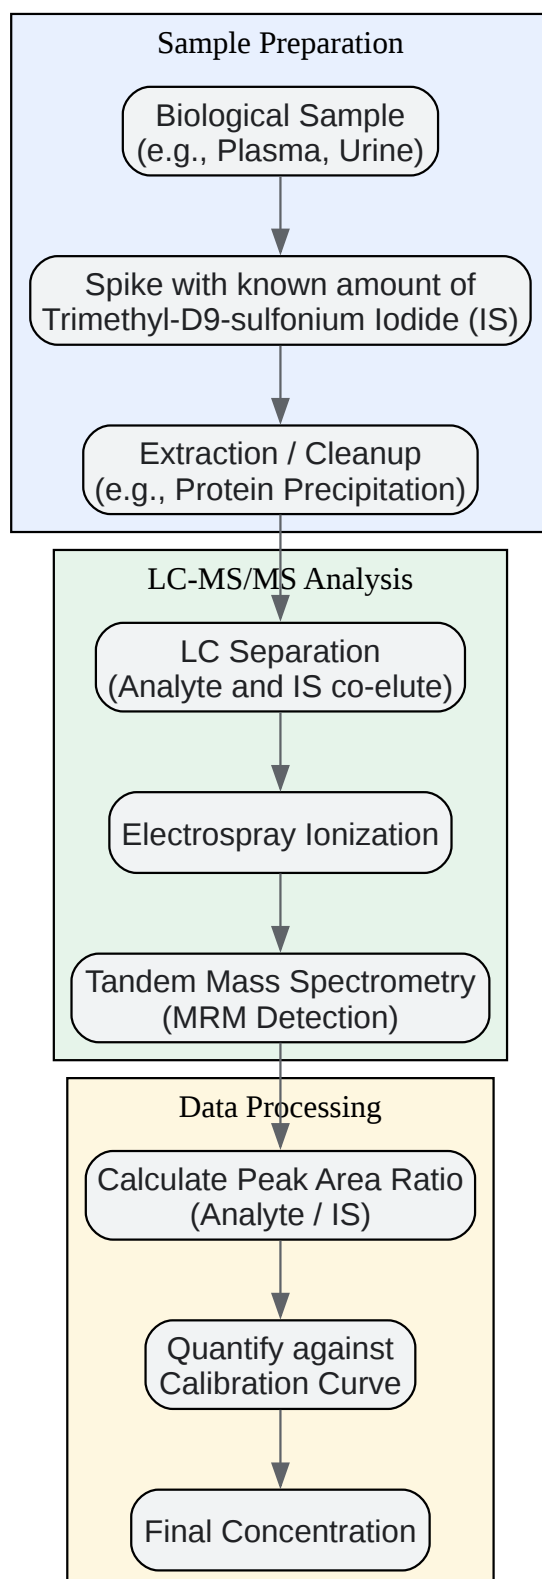 Sample Preparation
Biological Sample
(e.g., Plasma, Urine)
Spike with known amount of
Trimethyl-D9-sulfonium Iodide (IS)
Extraction / Cleanup
(e.g., Protein Precipitation)
LC-MS/MS Analysis
LC Separation
(Analyte and IS co-elute)
Electrospray Ionization
Tandem Mass Spectrometry
(MRM Detection)
Data Processing
Calculate Peak Area Ratio
(Analyte / IS)
Quantify against
Calibration Curve
Final Concentration